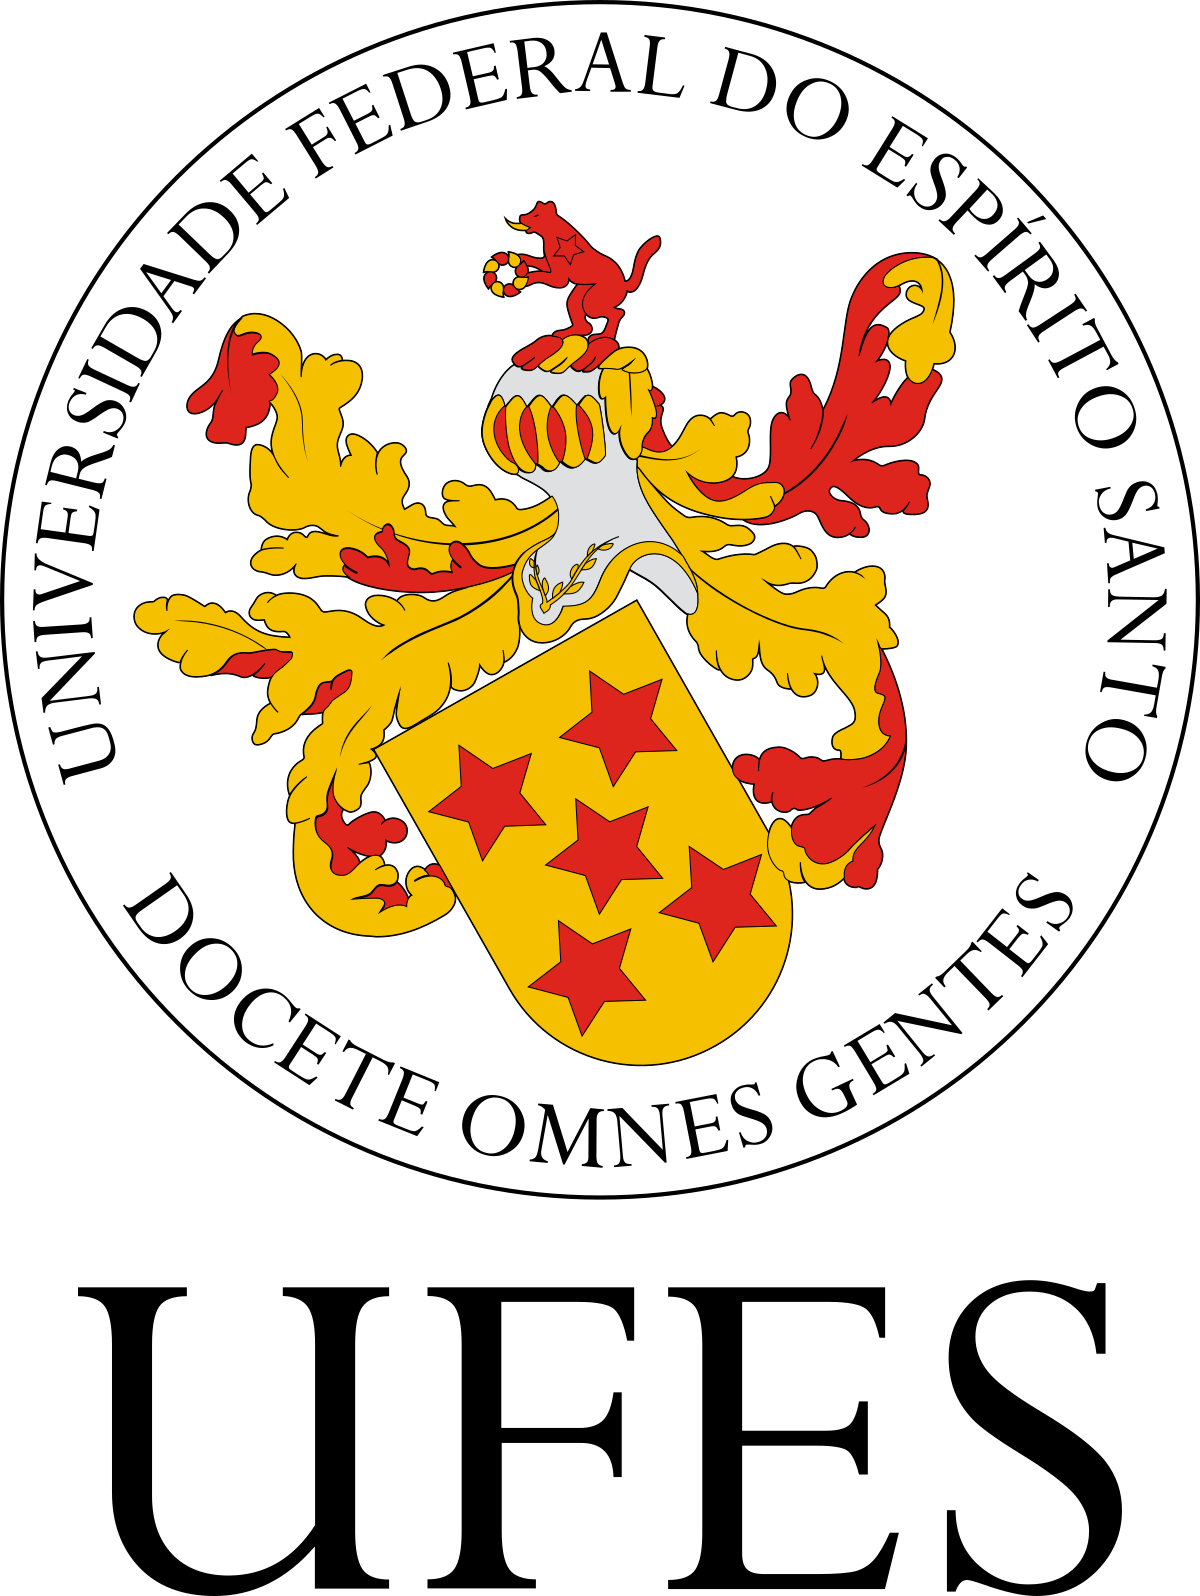 UNIVERSIDADE FEDERAL DO ESPÍRITO SANTO
DOCETE OMNES GENTES
UFES